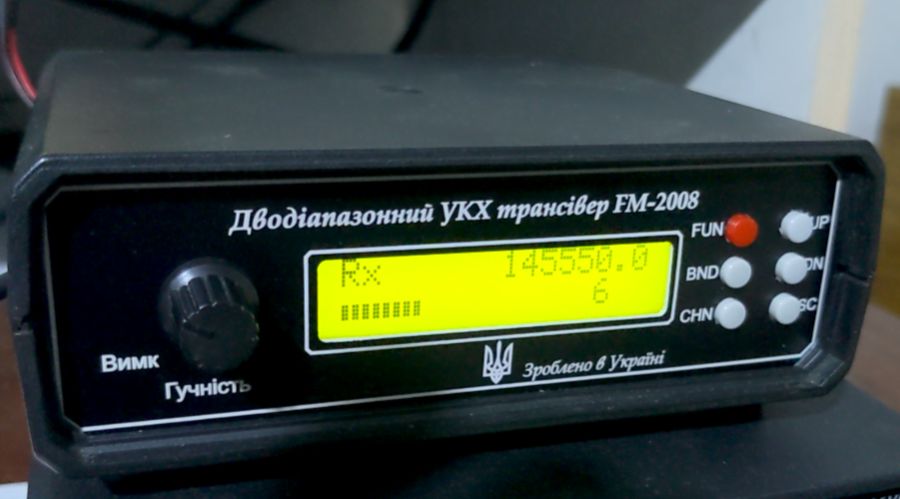 Дводіапазонний УКХ трансівер FM-2008
FUN
UP
Rx 145550.0
BND
DN
6
CHN
SC
Вимк
Гучність
Зроблено в Україні